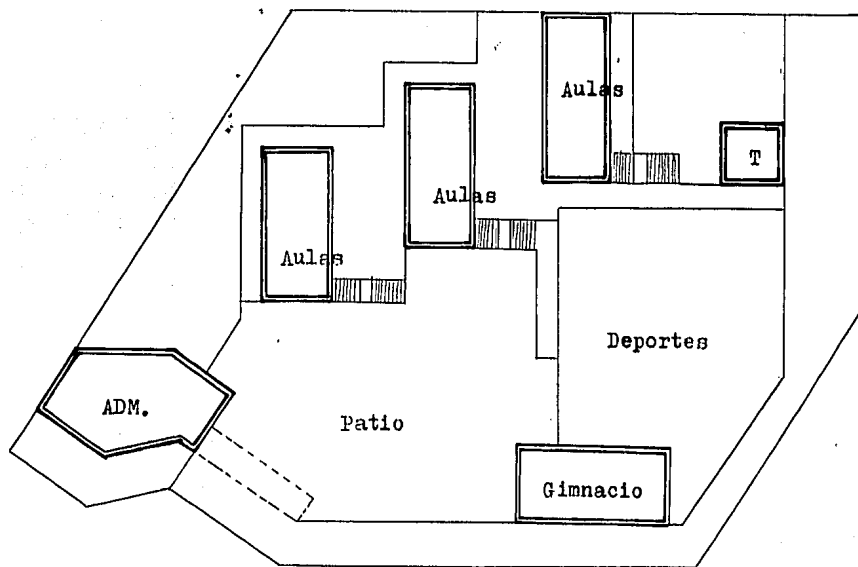 Aulas
T
Aulas
Aulas
Deportes
ADM.
Patio
Gimnacio